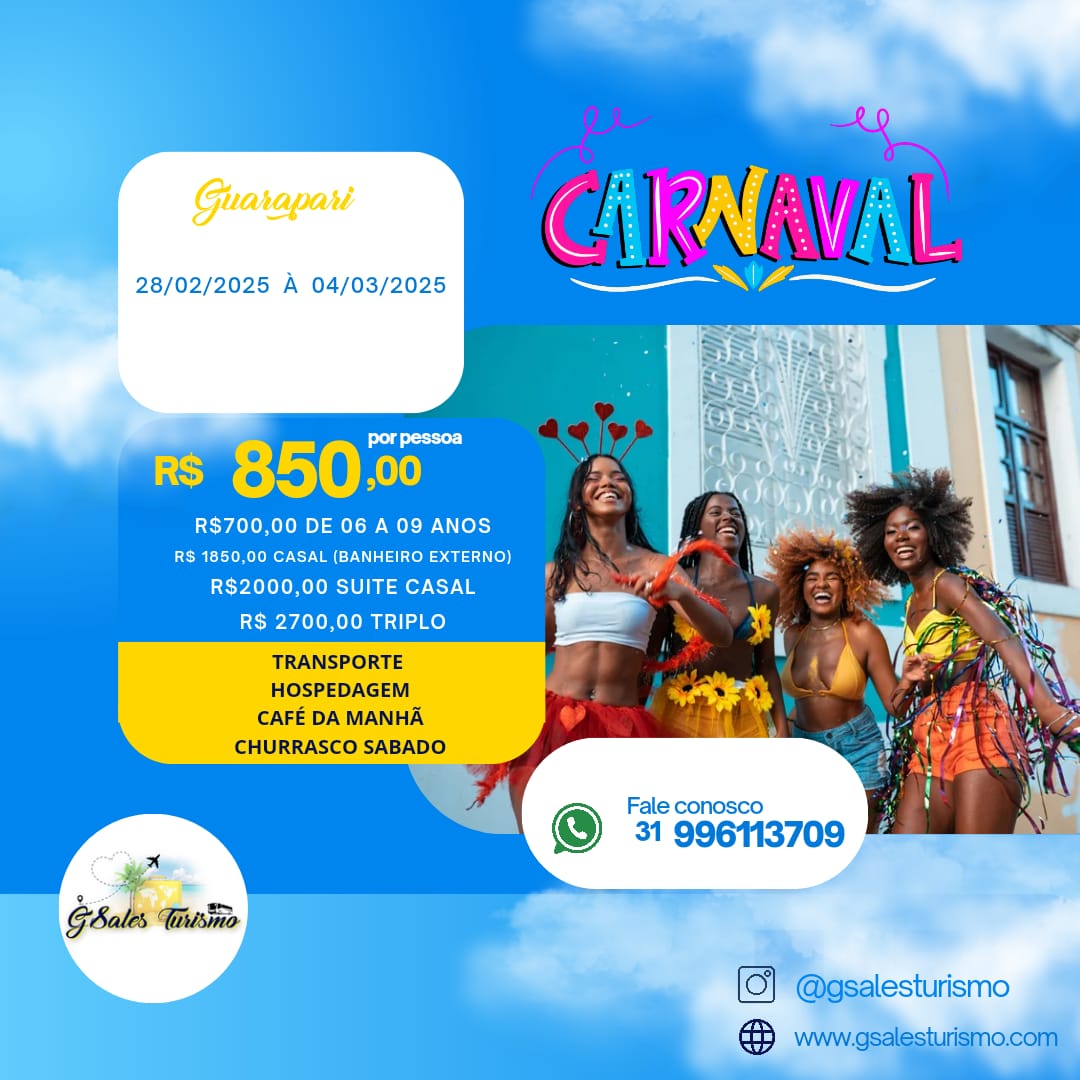 CARNAVAL
Guarapari
28/02/2025 À 04/03/2025
por pessoa
R$ 850,00
R$700,00 DE 06 A 09 ANOS
R$ 1850,00 CASAL (BANHEIRO EXTERNO)
R$2000,00 SUITE CASAL
R$ 2700,00 TRIPLO
TRANSPORTE
HOSPEDAGEM
CAFÉ DA MANHÃ
CHURRASCO SABADO
Fale conosco
31 996113709
GSales Turismo
@gsalesturismo
www.gsalesturismo.com